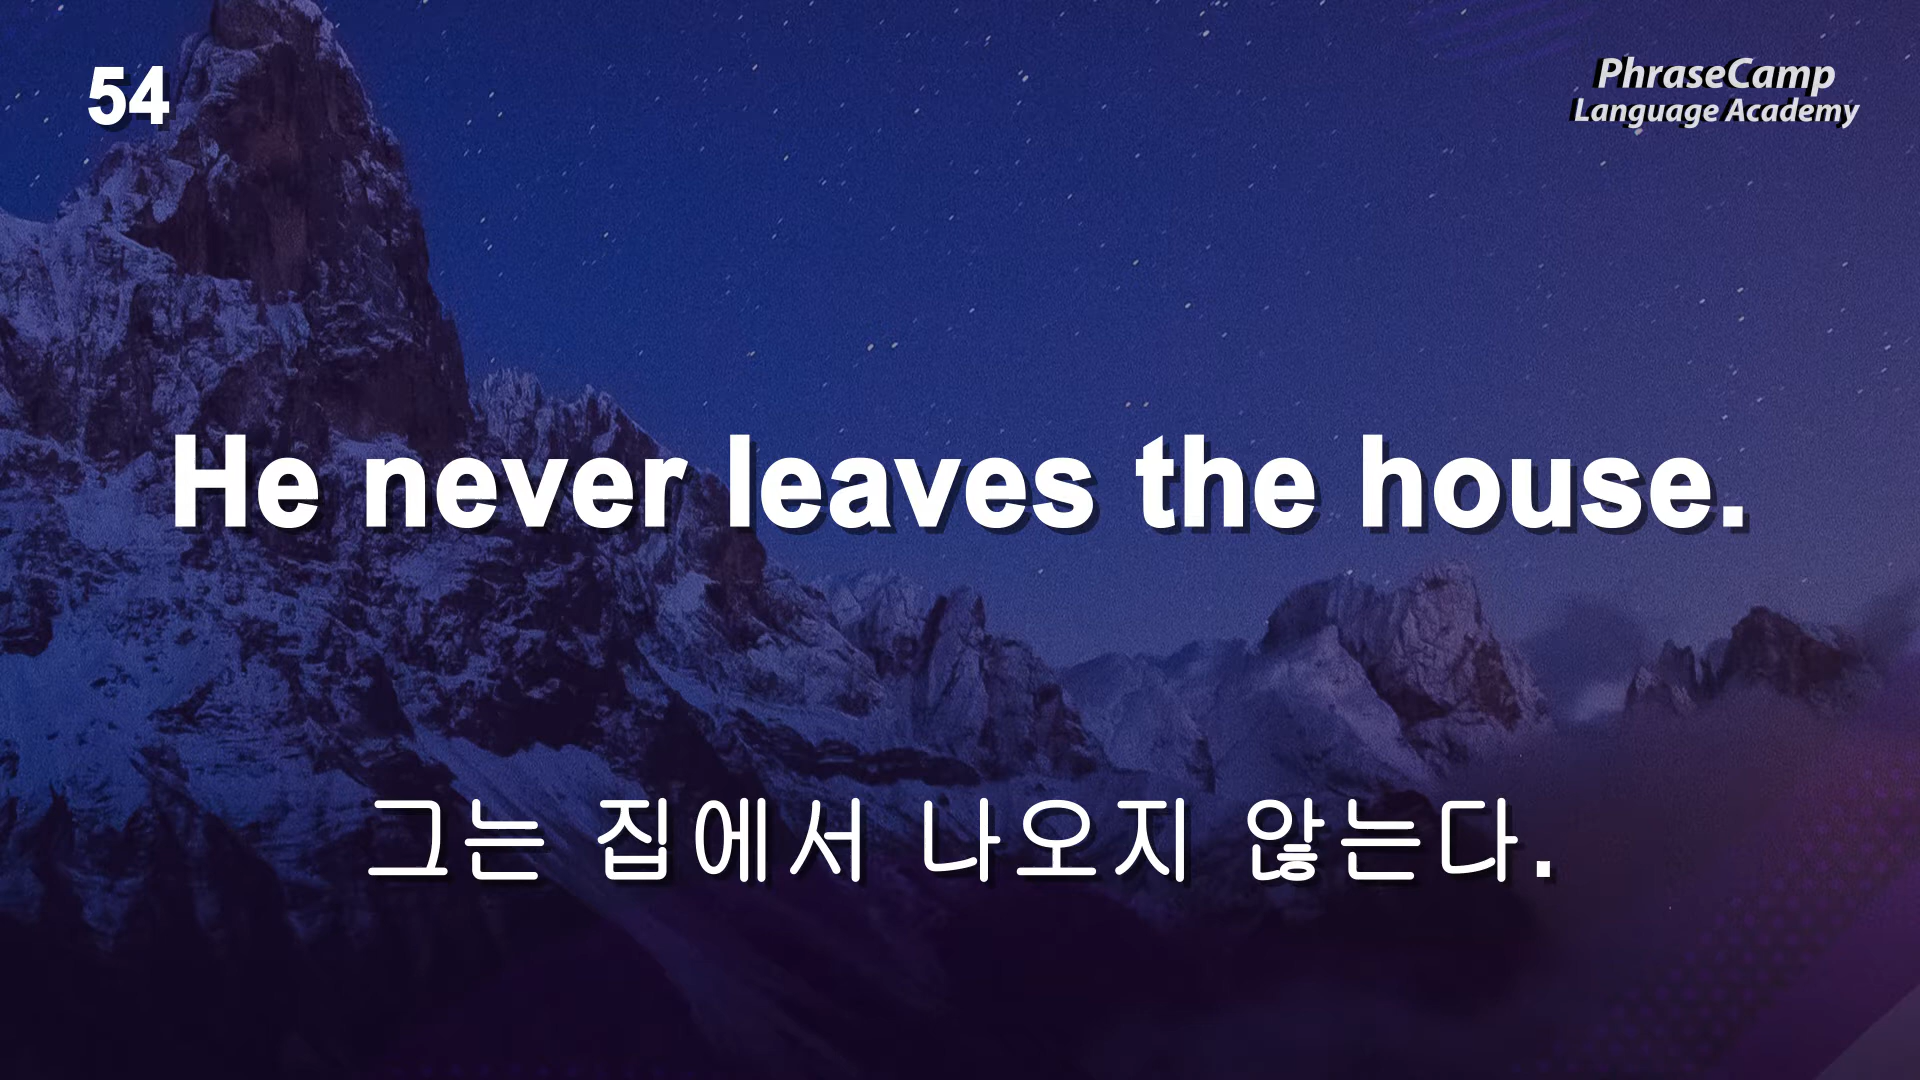 54
PhraseCamp
Language Academy
He never leaves the house.
그는 집에서 나오지 않는다.